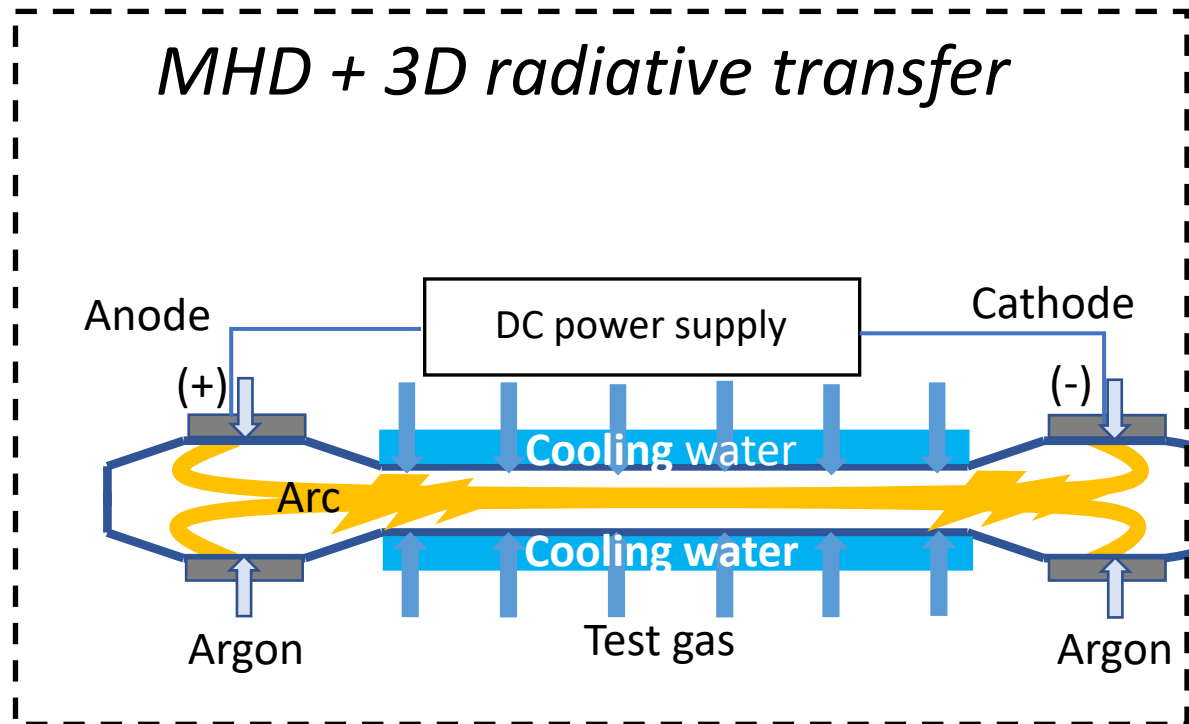 MHD + 3D radiative transfer
Anode
DC power supply
Cathode
(+)
(-)
Cooling water
Arc
Cooling water
Argon
Test gas
Argon